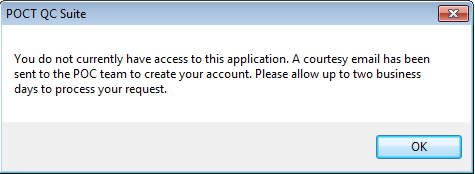 POCT QC Suite
You do not currently have access to this application. A courtesy email has been
sent to the POC team to create your account. Please allow up to two business
days to process your request.
OK